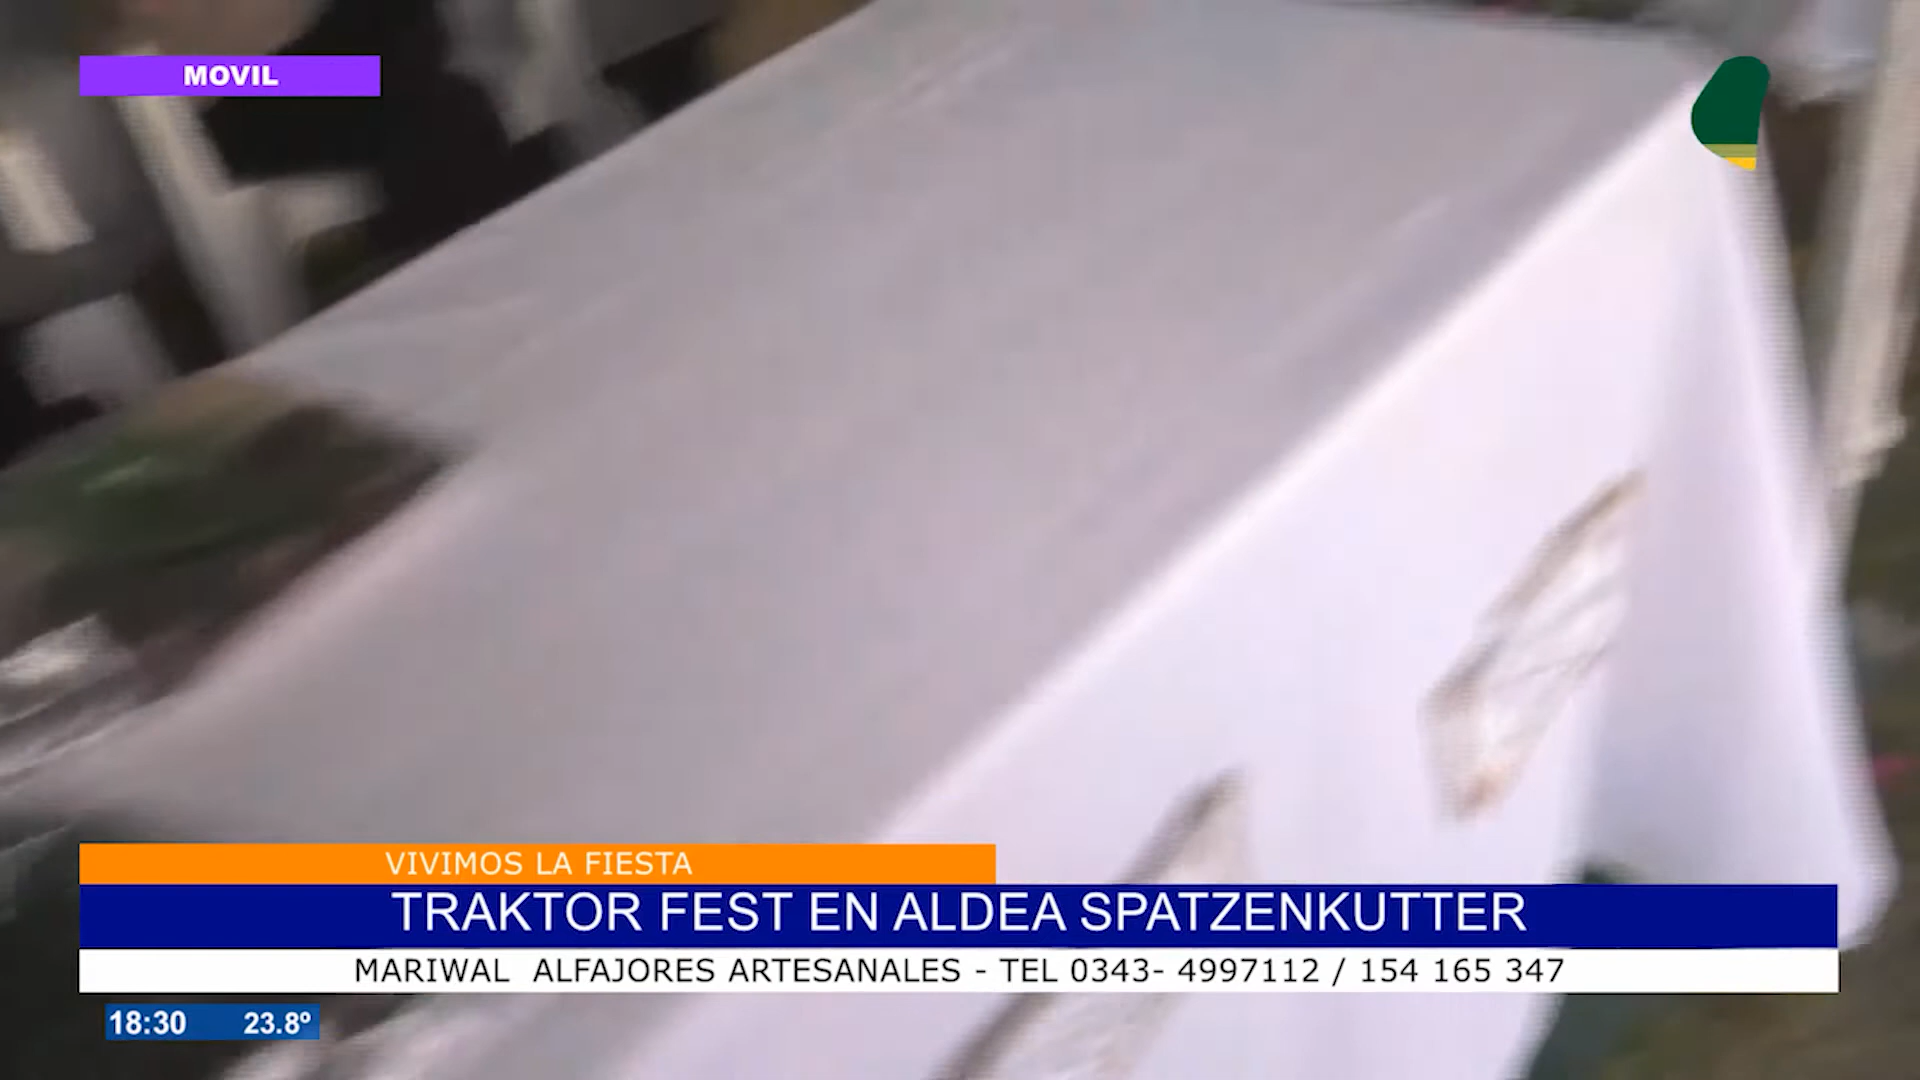 MOVIL
VIVIMOS LA FIESTA
TRAKTOR FEST EN ALDEA SPATZENKUTTER
MARIWAL ALFAJORES ARTESANALES - TEL 0343- 4997112 / 154 165 347
18:30 23.8º